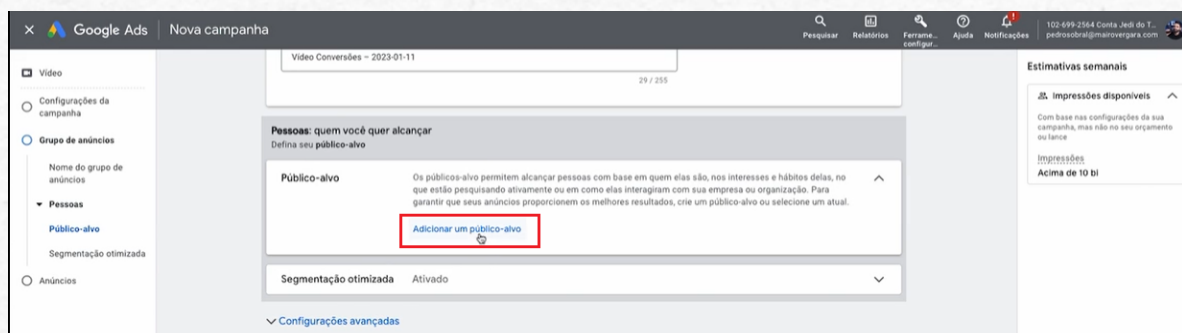 Google Ads
Nova campanha
Pesquisar
Relatórios
Ferrame...
configur...
Ajuda
Notificações
102-699-2564 Conta Jedi do T...
pedrosobral@mairovergara.com
Vídeo
Configurações da
campanha
Grupo de anúncios
Nome do grupo de
anúncios
Pessoas
Público-alvo
Segmentação otimizada
Anúncios
Vídeo Conversões – 2023-01-11
29 / 255
Pessoas: quem você quer alcançar
Defina seu público-alvo
Público-alvo
Os públicos-alvo permitem alcançar pessoas com base em quem elas são, nos interesses e hábitos delas, no
que estão pesquisando ativamente ou em como elas interagiram com sua empresa ou organização. Para
garantir que seus anúncios proporcionem os melhores resultados, crie um público-alvo ou selecione um atual.
Adicionar um público-alvo
Segmentação otimizada
Ativado
Configurações avançadas
Estimativas semanais
Impressões disponíveis
Com base nas configurações da sua
campanha, mas não no seu orçamento
ou lance
Impressões
Acima de 10 bi